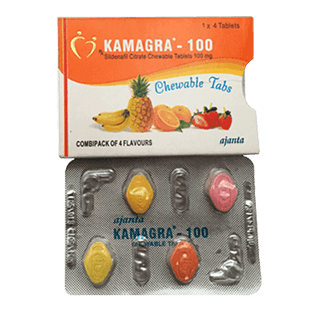 1 x 4 Tablets
KAMAGRA® - 100
Sildenafil Citrate Chewable Tablets 100 mg
Chewable Tabs
COMBIPACK OF 4 FLAVOURS
ajanta
ajanta
KAMAGRA® - 100
CHEWABLE